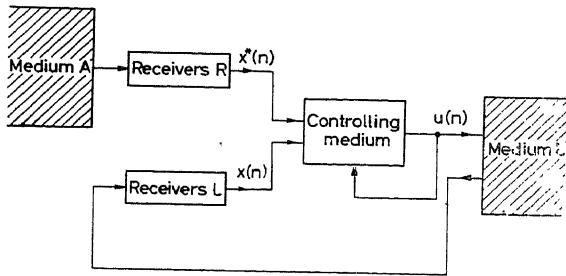 Medium A
Receivers R
x*(n)
Controlling
medium
u(n)
Medium
Receivers L
x(n)